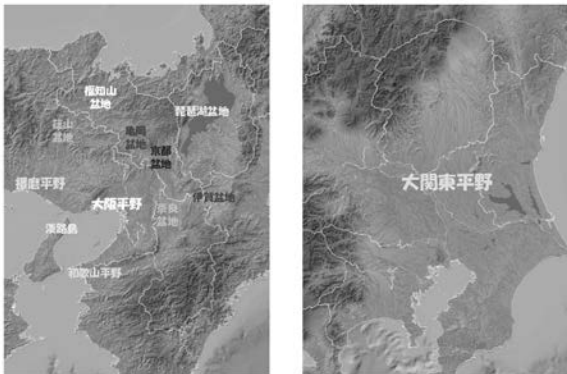 福知山
盆地
琵琶湖盆地
篠山
盆地
亀岡
盆地
京都
盆地
播磨平野
大阪平野
奈良
盆地
伊賀盆地
淡路島
和歌山平野
大関東平野